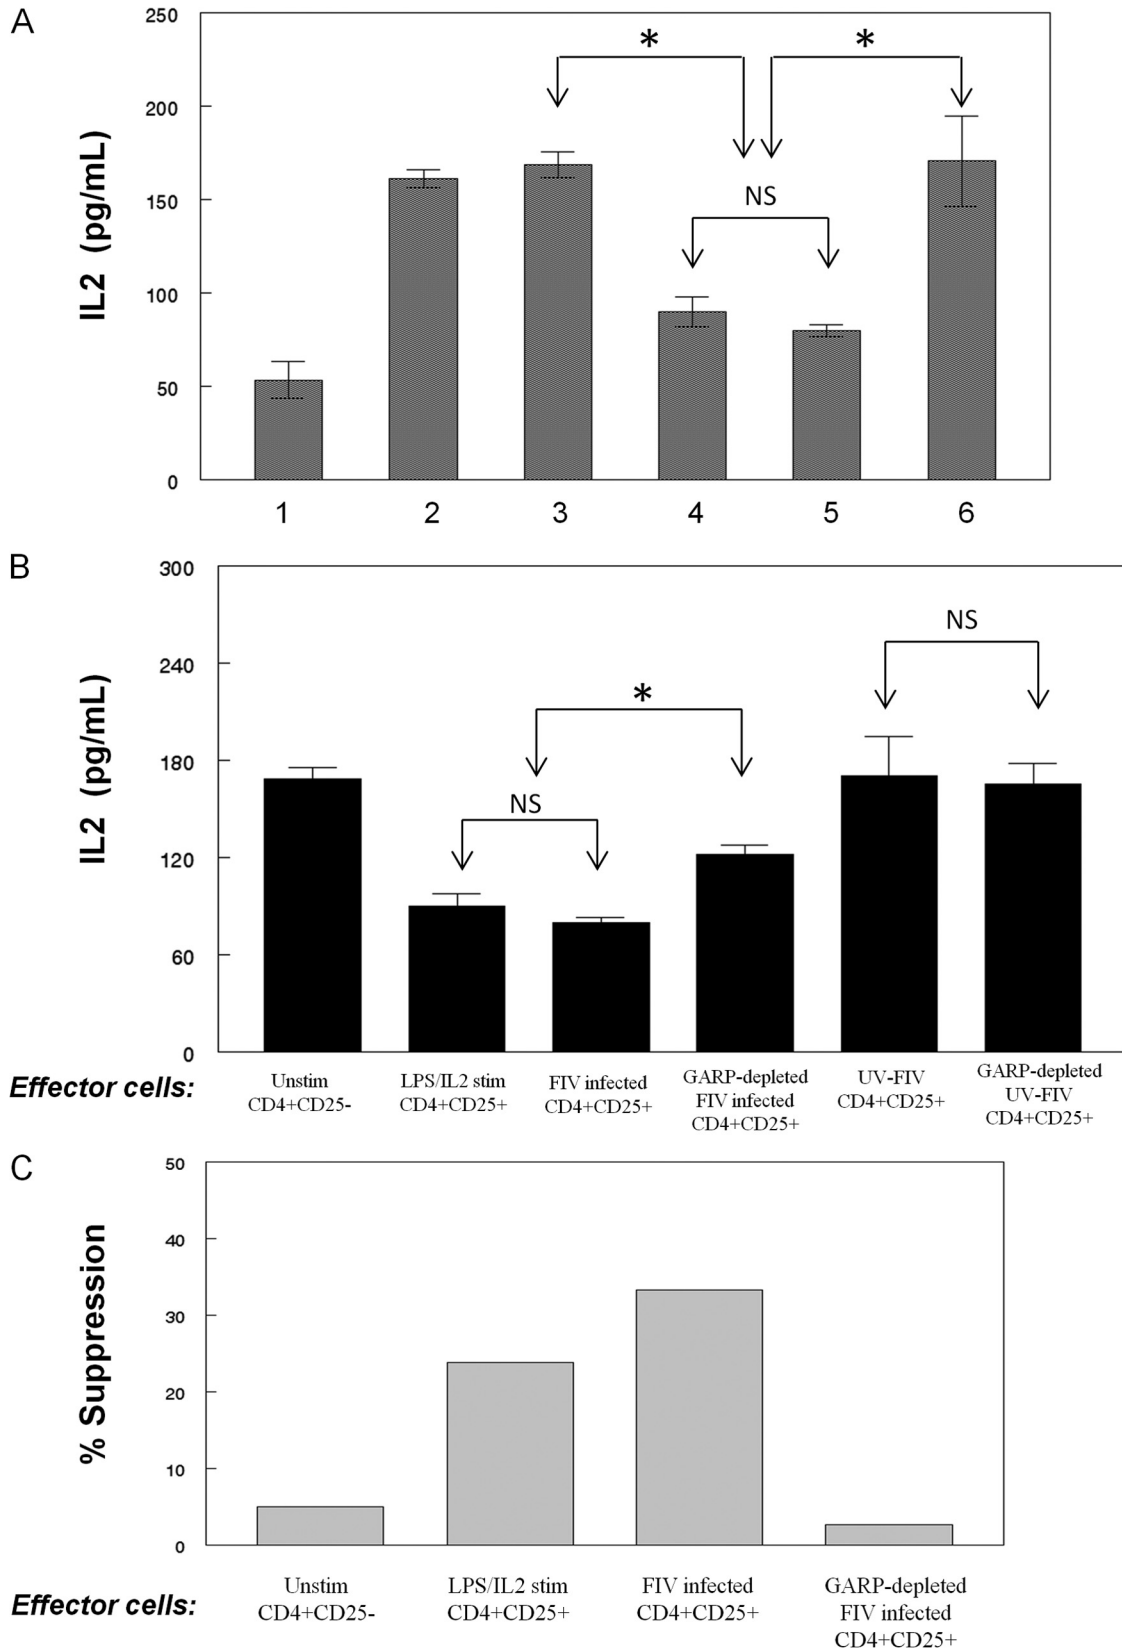 A
250
200
150
100
50
0
IL2 (pg/mL)
*
*
NS
1 2 3 4 5 6
B
300
240
180
120
60
0
IL2 (pg/mL)
NS
*
NS
Effector cells:
Unstim
CD4+CD25-
LPS/IL2 stim
CD4+CD25+
FIV infected
CD4+CD25+
GARP-depleted
FIV infected
CD4+CD25+
UV-FIV
CD4+CD25+
GARP-depleted
UV-FIV
CD4+CD25+
C
50
40
30
20
10
0
% Suppression
Effector cells:
Unstim
CD4+CD25-
LPS/IL2 stim
CD4+CD25+
FIV infected
CD4+CD25+
GARP-depleted
FIV infected
CD4+CD25+